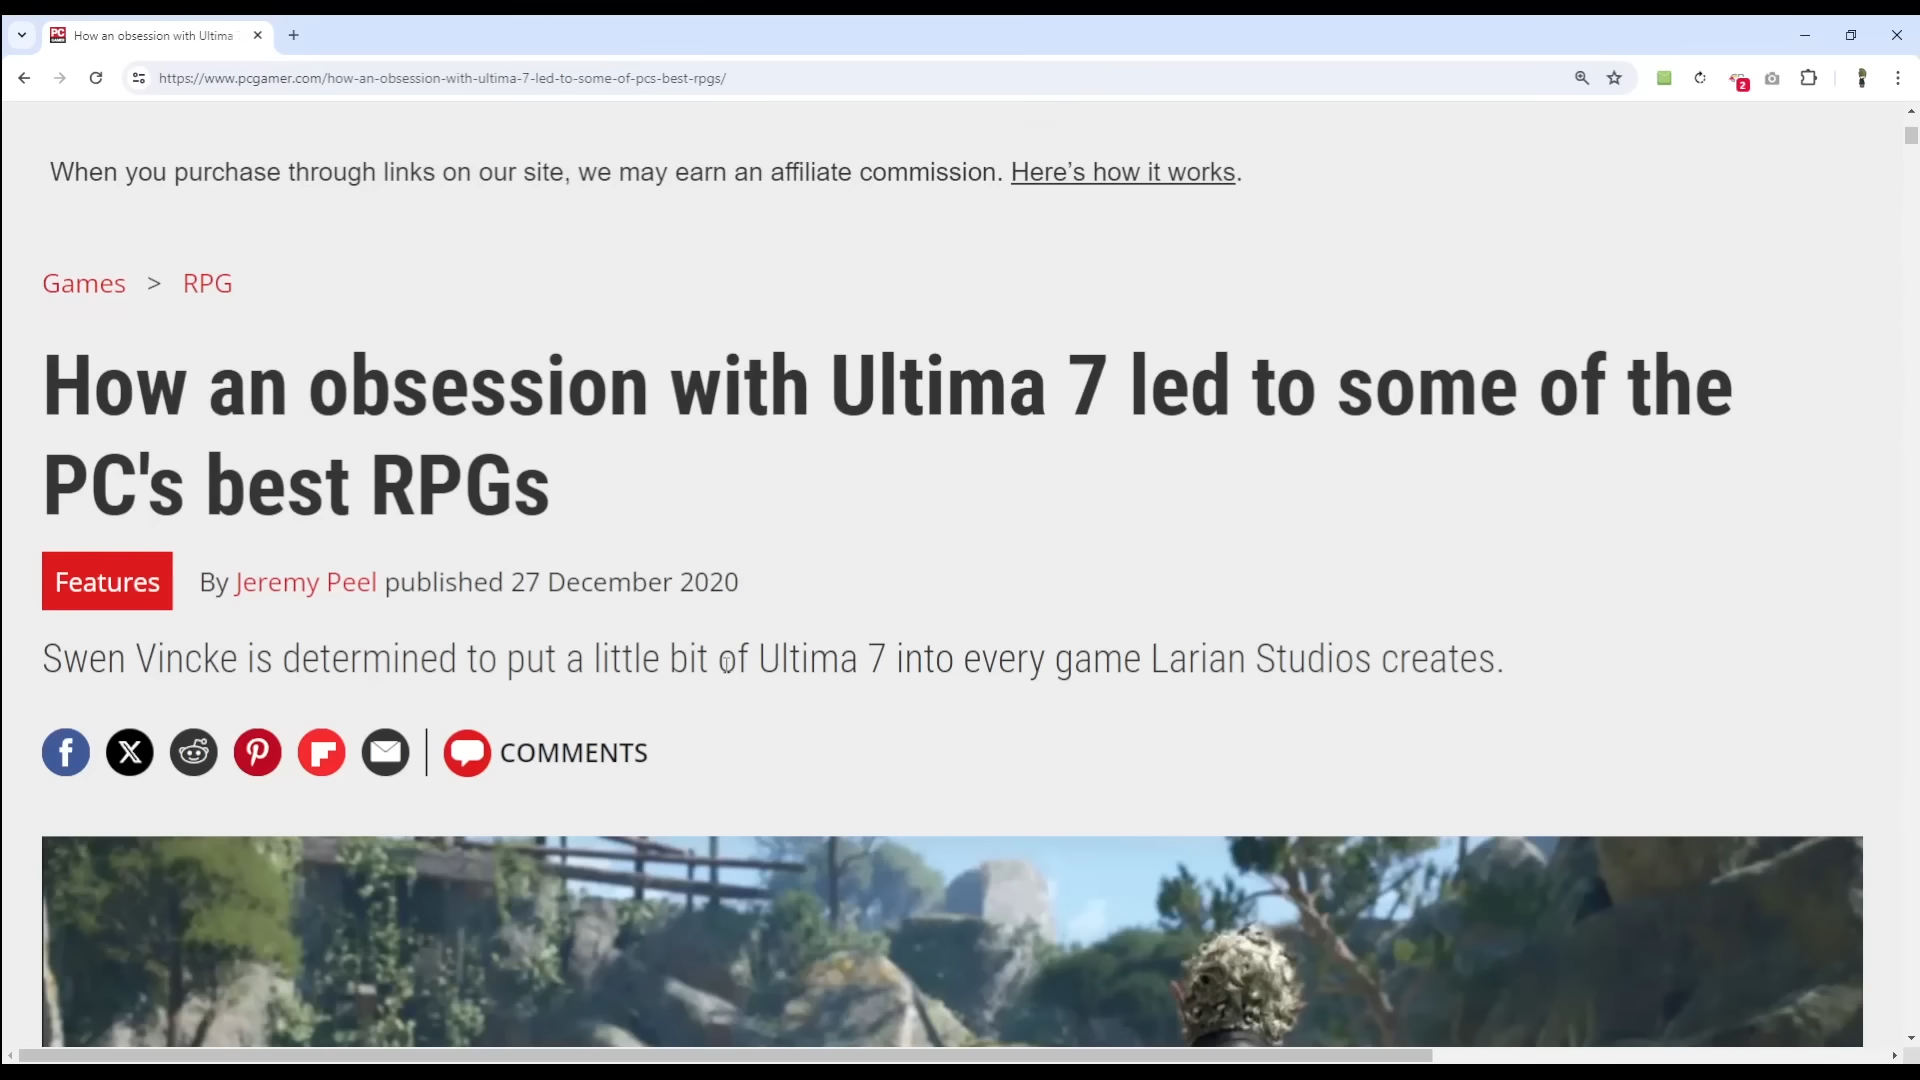 How an obsession with Ultima
https://www.pcgamer.com/how-an-obsession-with-ultima-7-led-to-some-of-pcs-best-rpgs/
2
When you purchase through links on our site, we may earn an affiliate commission. Here’s how it works.
Games > RPG
How an obsession with Ultima 7 led to some of the
PC's best RPGs
Features By Jeremy Peel published 27 December 2020
Swen Vincke is determined to put a little bit of Ultima 7 into every game Larian Studios creates.
COMMENTS